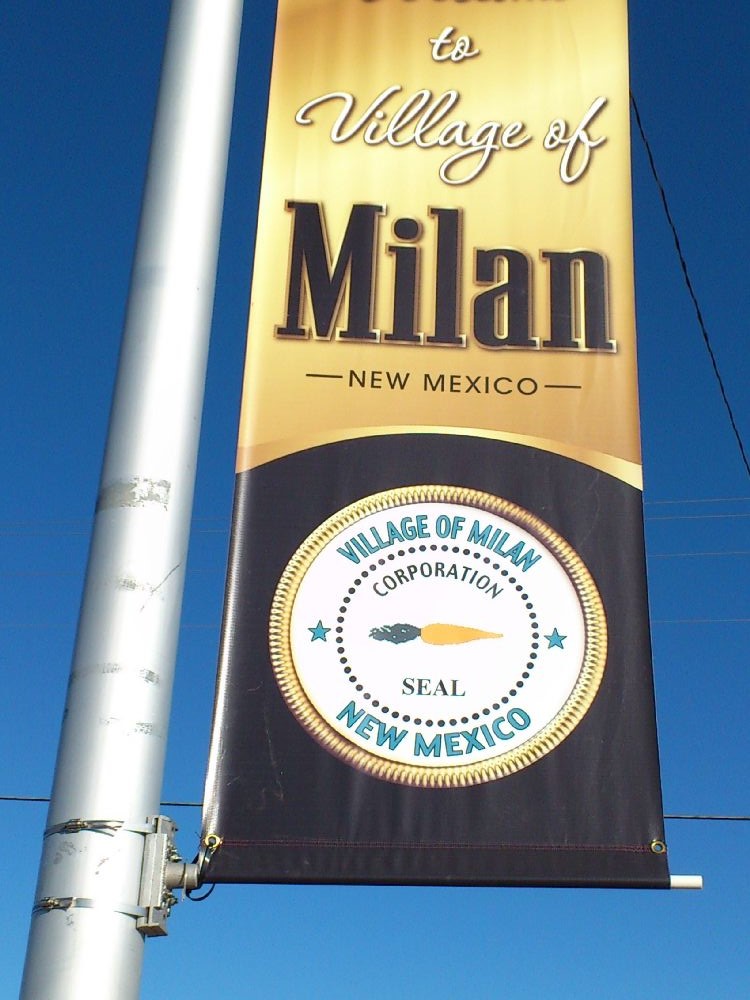 to
Village of
Milan
NEW MEXICO
VILLAGE OF MILAN
CORPORATION
SEAL
NEW MEXICO